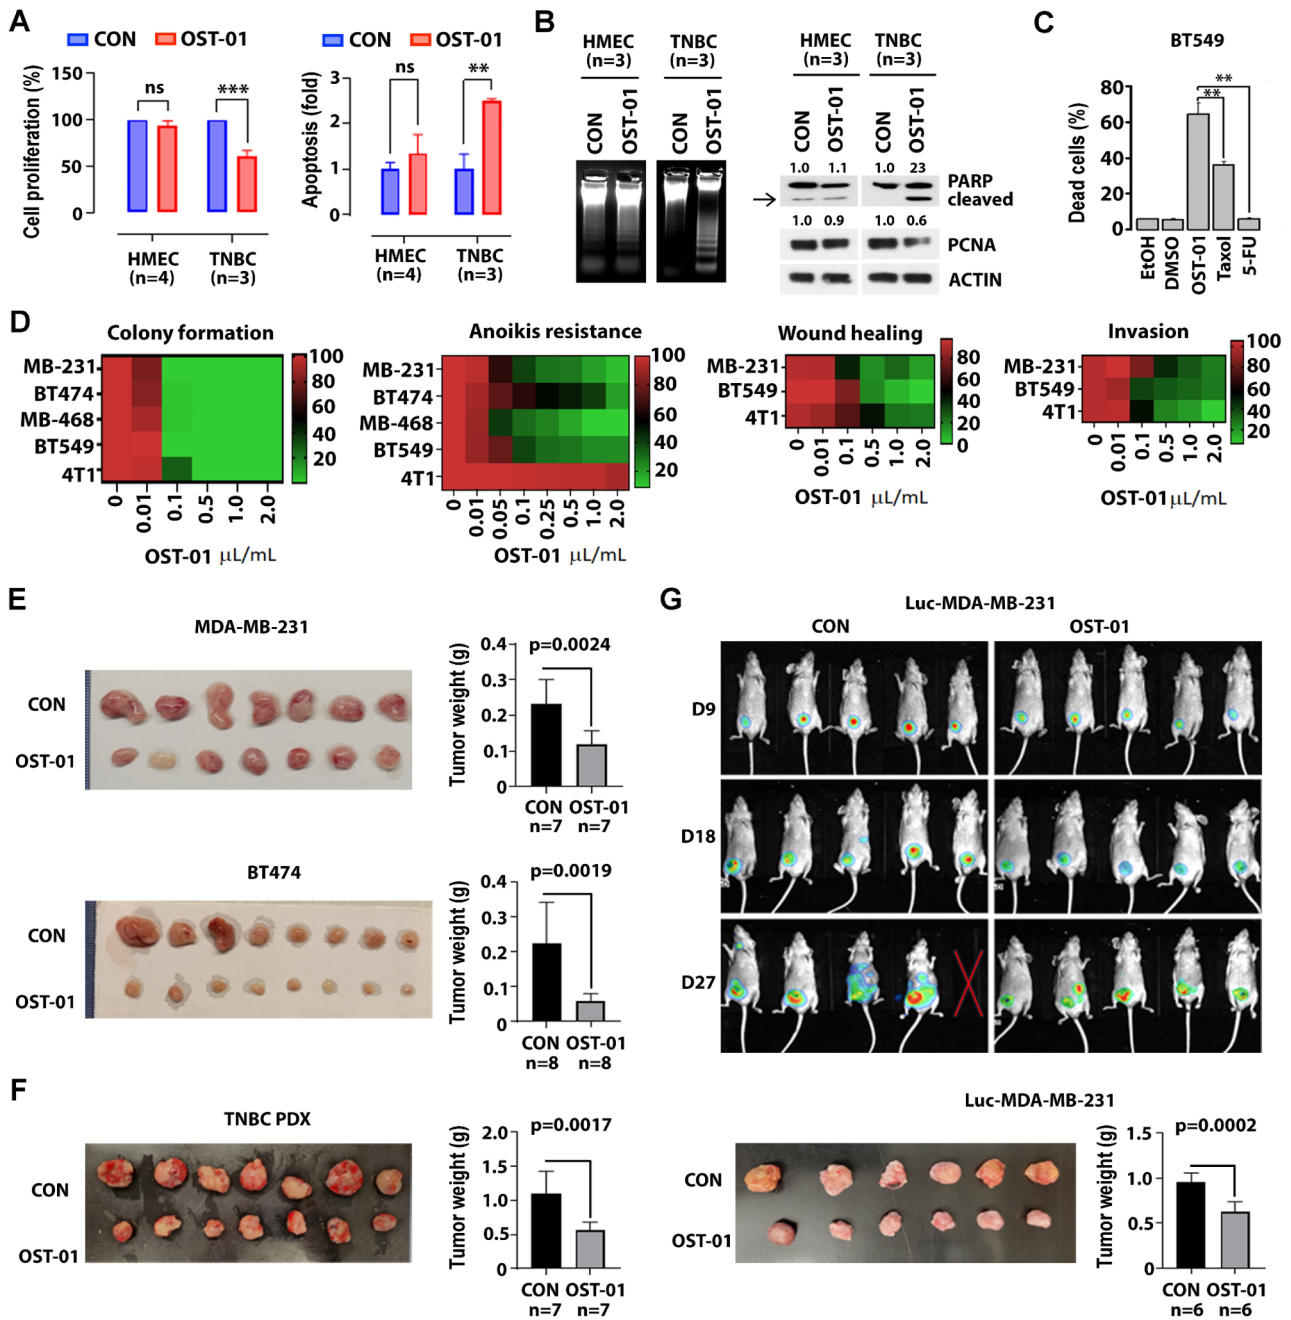 A
CON OST-01
Cell proliferation (%)
150
100
50
0
ns
***
HMEC
(n=4)
TNBC
(n=3)
CON OST-01
Apoptosis (fold)
3
2
1
0
ns
**
HMEC
(n=4)
TNBC
(n=3)
B
HMEC
(n=3)
TNBC
(n=3)
CON
OST-01
CON
OST-01
HMEC
(n=3)
TNBC
(n=3)
CON
OST-01
CON
OST-01
1.0 1.1 1.0 23
PARP
cleaved
1.0 0.9 1.0 0.6
PCNA
ACTIN
C
BT549
Dead cells (%)
80
60
40
20
0
**
**
EtOH
DMSO
OST-01
Taxol
5-FU
D
Colony formation
MB-231
BT474
MB-468
BT549
4T1
0
0.01
0.1
0.5
1.0
2.0
100
80
60
40
20
OST-01 µL/mL
Anoikis resistance
MB-231
BT474
MB-468
BT549
4T1
0
0.01
0.05
0.1
0.25
0.5
1.0
2.0
100
80
60
40
20
OST-01 µL/mL
Wound healing
MB-231
BT549
4T1
0
0.01
0.1
0.5
1.0
2.0
80
60
40
20
0
OST-01 µL/mL
Invasion
MB-231
BT549
4T1
0
0.01
0.1
0.5
1.0
2.0
100
80
60
40
20
OST-01 µL/mL
E
MDA-MB-231
CON
OST-01
Tumor weight (g)
0.4
0.3
0.2
0.1
0
p=0.0024
CON OST-01
n=7 n=7
BT474
CON
OST-01
Tumor weight (g)
0.4
0.3
0.2
0.1
0
p=0.0019
CON OST-01
n=8 n=8
F
TNBC PDX
CON
OST-01
Tumor weight (g)
2.0
1.5
1.0
0.5
0
p=0.0017
CON OST-01
n=7 n=7
G
Luc-MDA-MB-231
CON OST-01
D9
D18
D27
Luc-MDA-MB-231
CON
OST-01
Tumor weight (g)
1.5
1.0
0.5
0
p=0.0002
CON OST-01
n=6 n=6